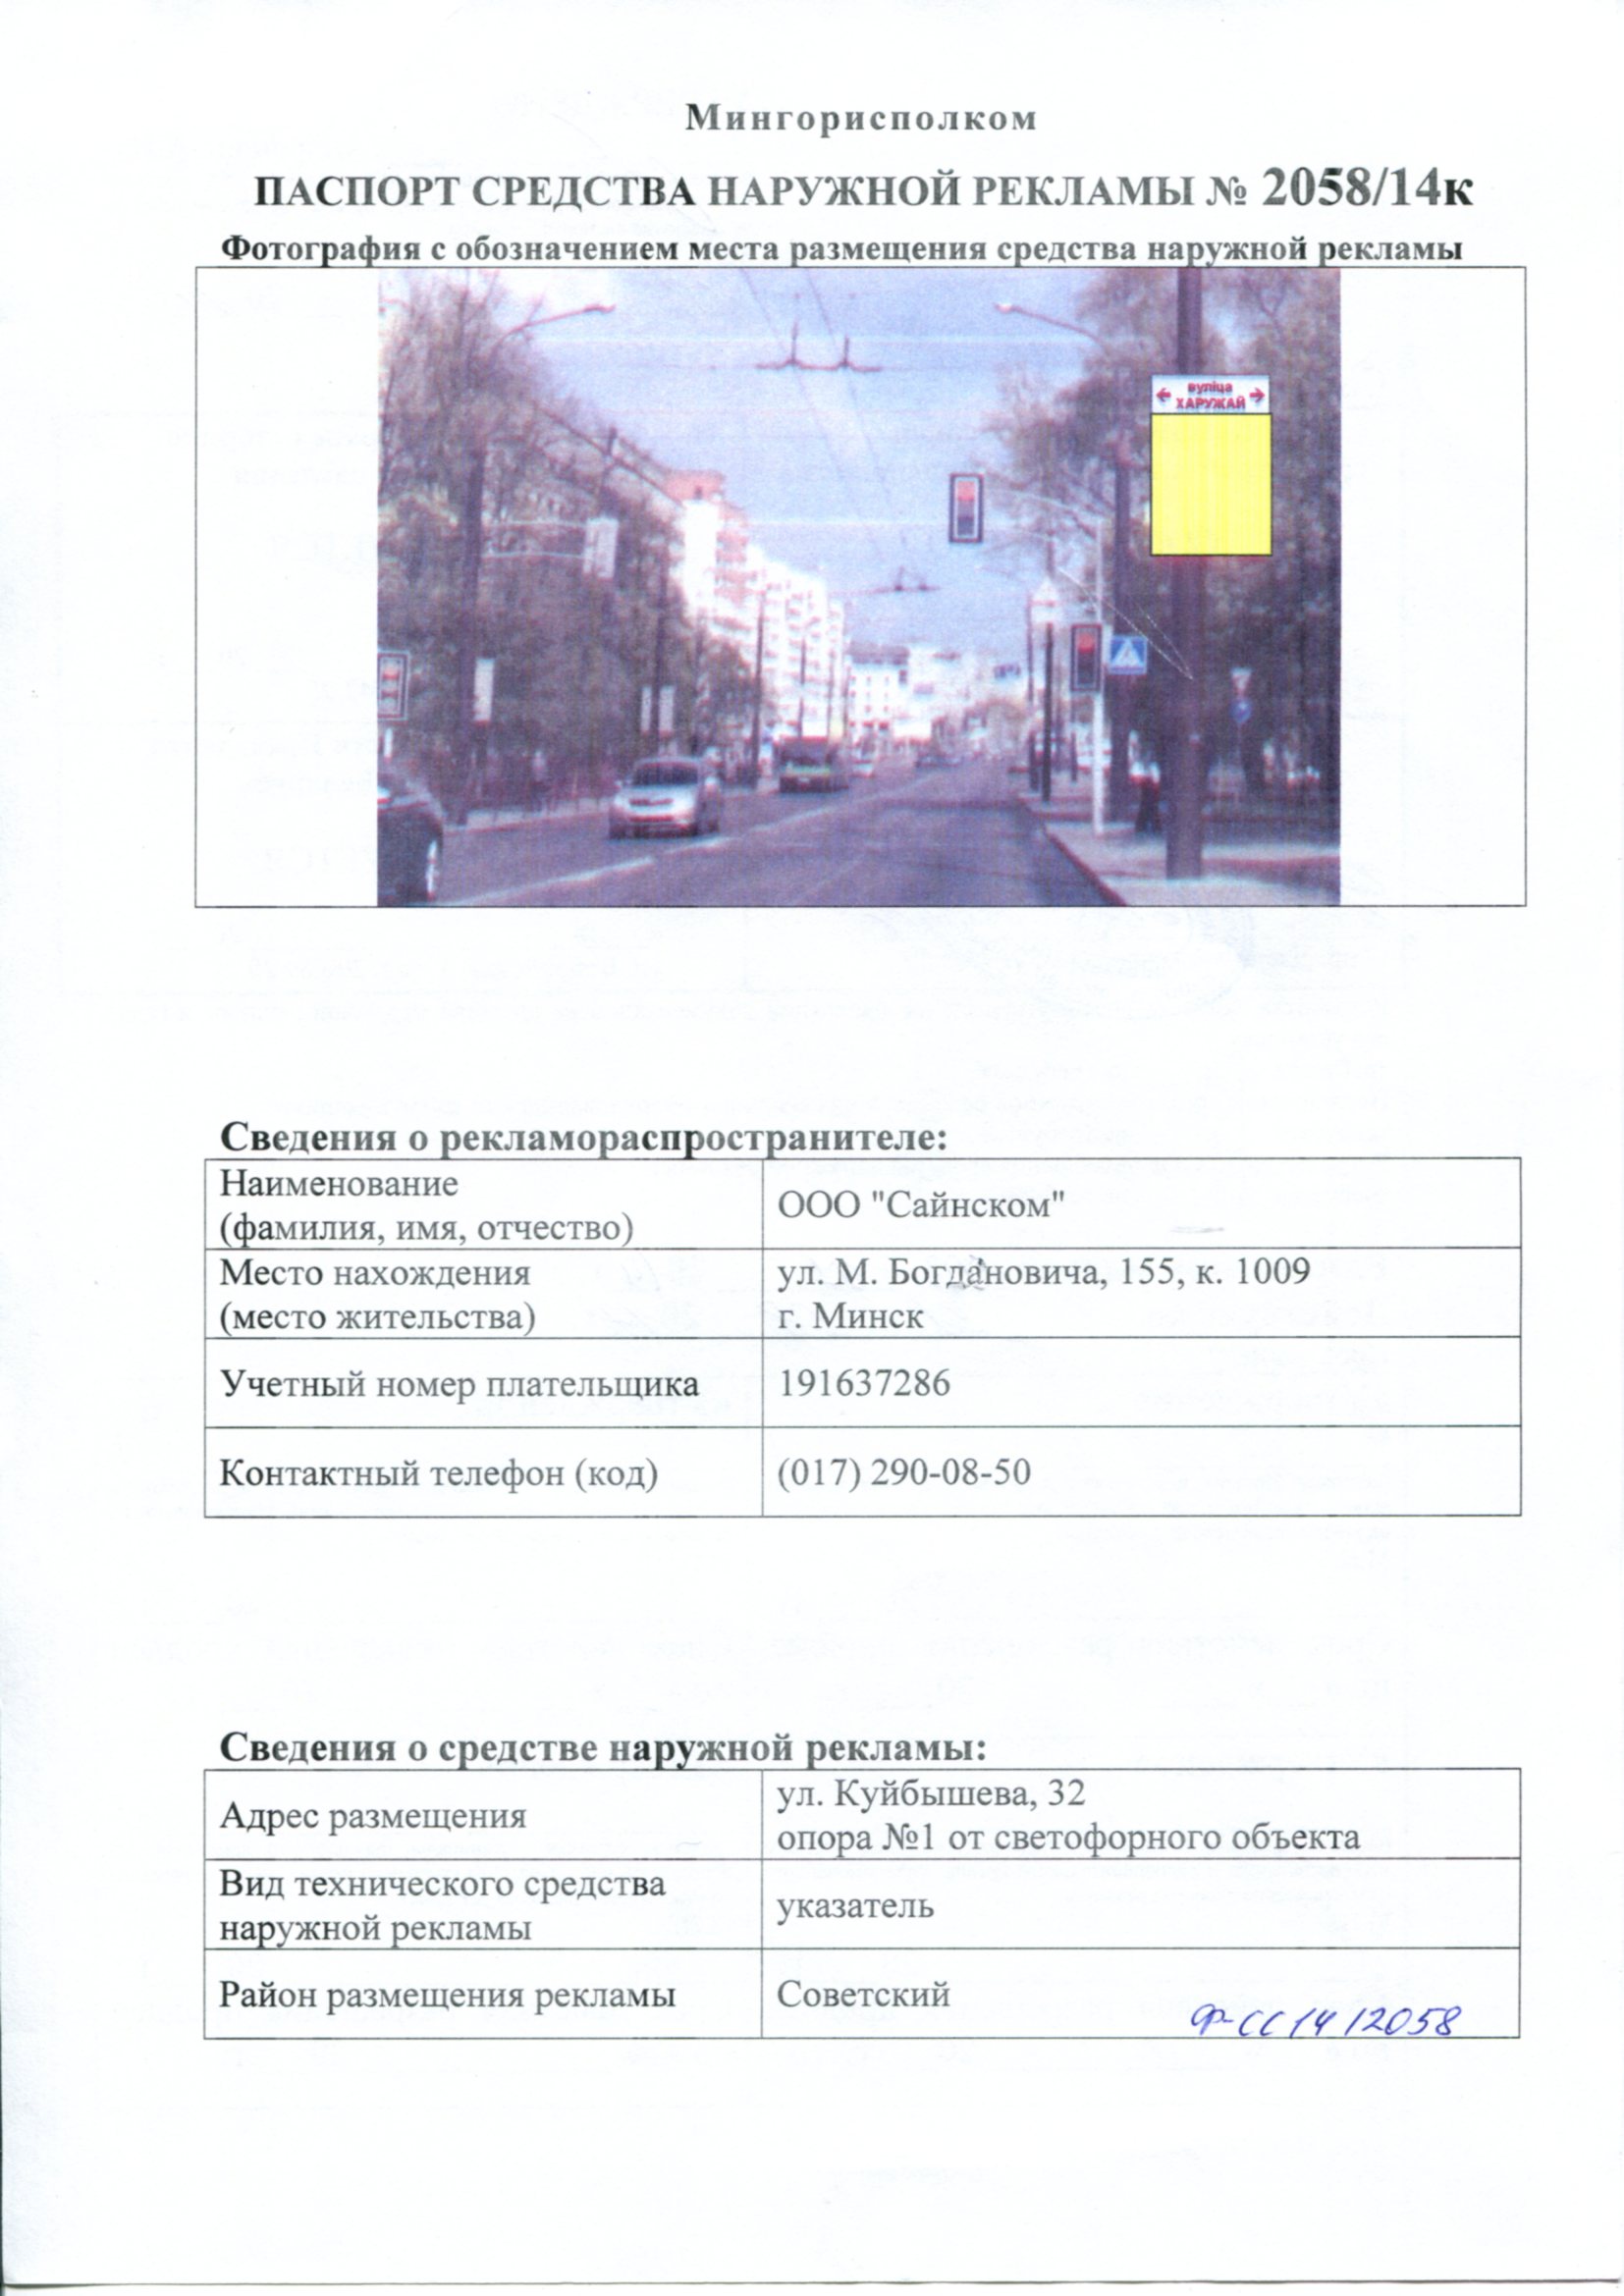 Мингорисполком
ПАСПОРТ СРЕДСТВА НАРУЖНОЙ РЕКЛАМЫ № 2058/14к
Фотография с обозначением места размещения средства наружной рекламы
вуліца
ХАРУЖАЙ
Сведения о рекламораспространителе:
Наименование
(фамилия, имя, отчество)
ООО "Сайнском"
Место нахождения
(место жительства)
ул. М. Богдановича, 155, к. 1009
г. Минск
Учетный номер плательщика
191637286
Контактный телефон (код)
(017) 290-08-50
Сведения о средстве наружной рекламы:
Адрес размещения
ул. Куйбышева, 32
опора №1 от светофорного объекта
Вид технического средства
наружной рекламы
указатель
Район размещения рекламы
Советский
Ф-СС14/2058